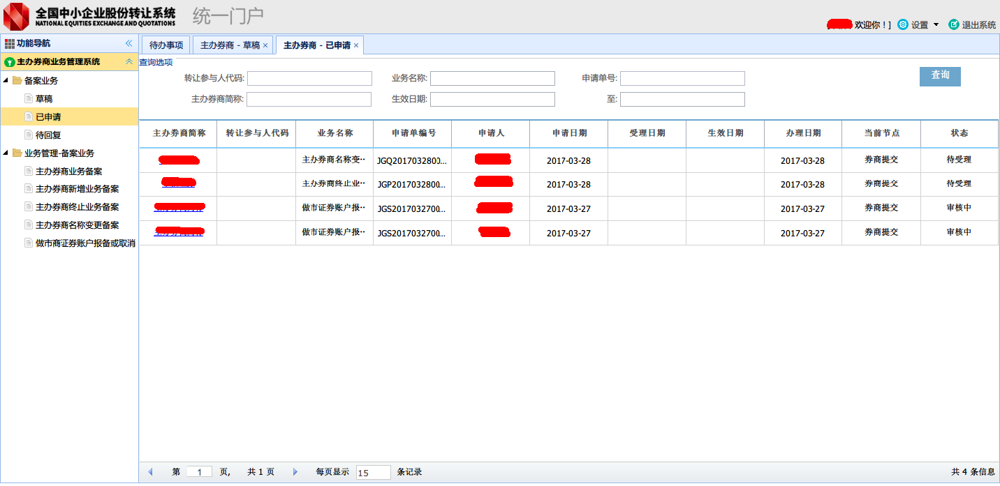 全国中小企业股份转让系统 统一门户
NATIONAL EQUITIES EXCHANGE AND QUOTATIONS
欢迎你！] 设置 退出系统
功能导航
主办券商业务管理系统
备案业务
草稿
已申请
待回复
业务管理-备案业务
主办券商业务备案
主办券商新增业务备案
主办券商终止业务备案
主办券商名称变更备案
做市商证券账户报备或取消
待办事项 主办券商 - 草稿 × 主办券商 - 已申请 ×
查询选项
转让参与人代码: 业务名称: 申请单号: 查询
主办券商简称: 生效日期: 至:
主办券商简称 转让参与人代码 业务名称 申请单编号 申请人 申请日期 受理日期 生效日期 办理日期 当前节点 状态
主办券商名称变… JGQ2017032800... 2017-03-28 2017-03-28 券商提交 待受理
主办券商终止业… JGP2017032800... 2017-03-28 2017-03-28 券商提交 待受理
做市证券账户报… JGS2017032700... 2017-03-27 2017-03-27 券商提交 审核中
做市证券账户报… JGS2017032700... 2017-03-27 2017-03-27 券商提交 审核中
第 1 页, 共 1 页 每页显示 15 条记录 共 4 条信息